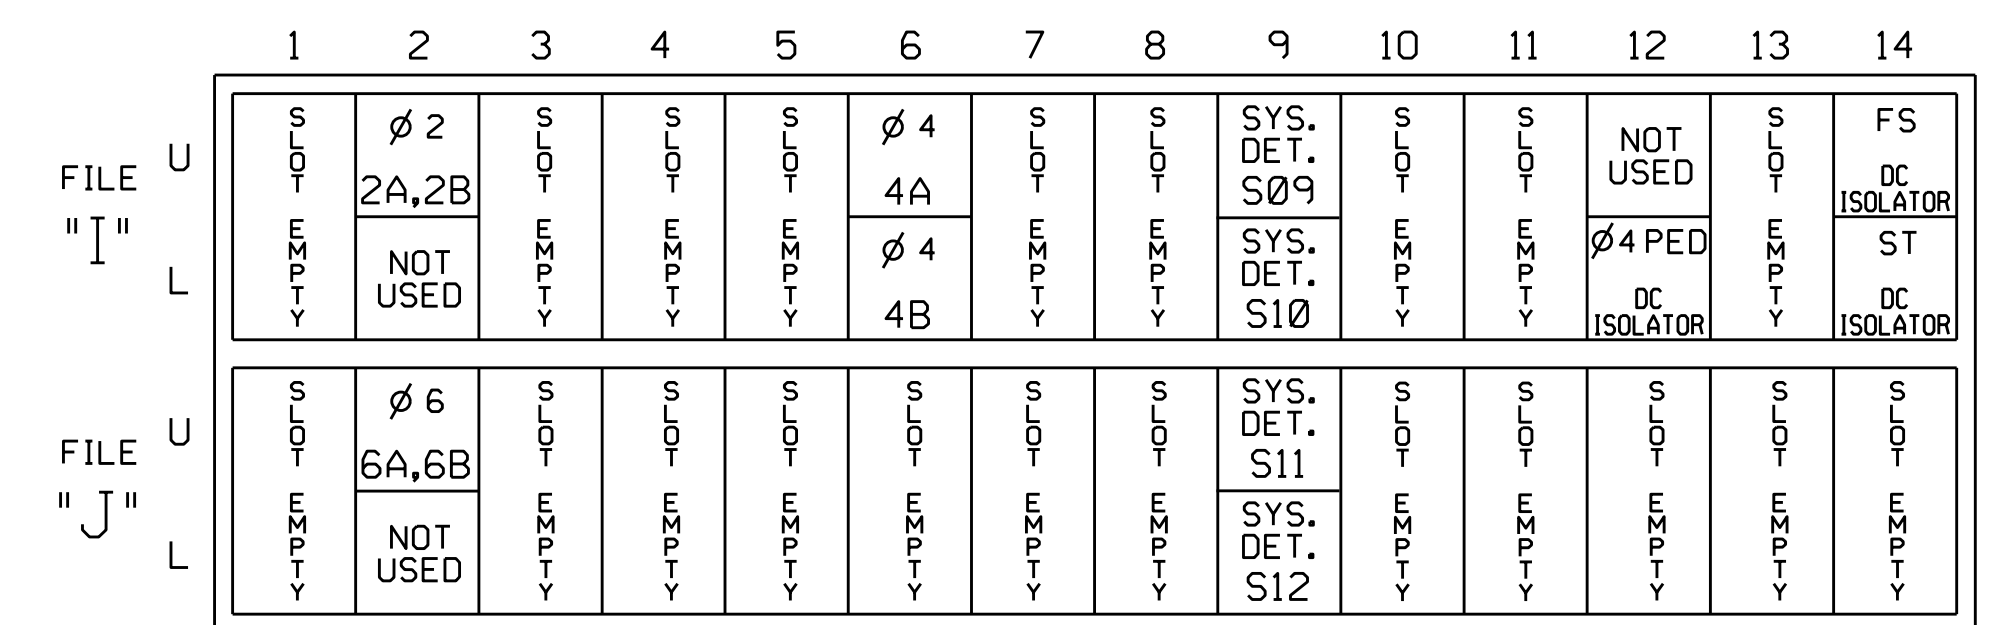 1 2 3 4 5 6 7 8 9 10 11 12 13 14
FILE
"I"
U
L
SLOT EMPTY
Ø 2
2A,2B
NOT
USED
SLOT EMPTY
SLOT EMPTY
SLOT EMPTY
Ø 4
4A
Ø 4
4B
SLOT EMPTY
SLOT EMPTY
SYS.
DET.
SØ9
SYS.
DET.
S1Ø
SLOT EMPTY
SLOT EMPTY
NOT
USED
Ø4 PED
DC
ISOLATOR
SLOT EMPTY
FS
DC
ISOLATOR
ST
DC
ISOLATOR
FILE
"J"
U
L
SLOT EMPTY
Ø 6
6A,6B
NOT
USED
SLOT EMPTY
SLOT EMPTY
SLOT EMPTY
SLOT EMPTY
SLOT EMPTY
SLOT EMPTY
SYS.
DET.
S11
SYS.
DET.
S12
SLOT EMPTY
SLOT EMPTY
SLOT EMPTY
SLOT EMPTY
SLOT EMPTY